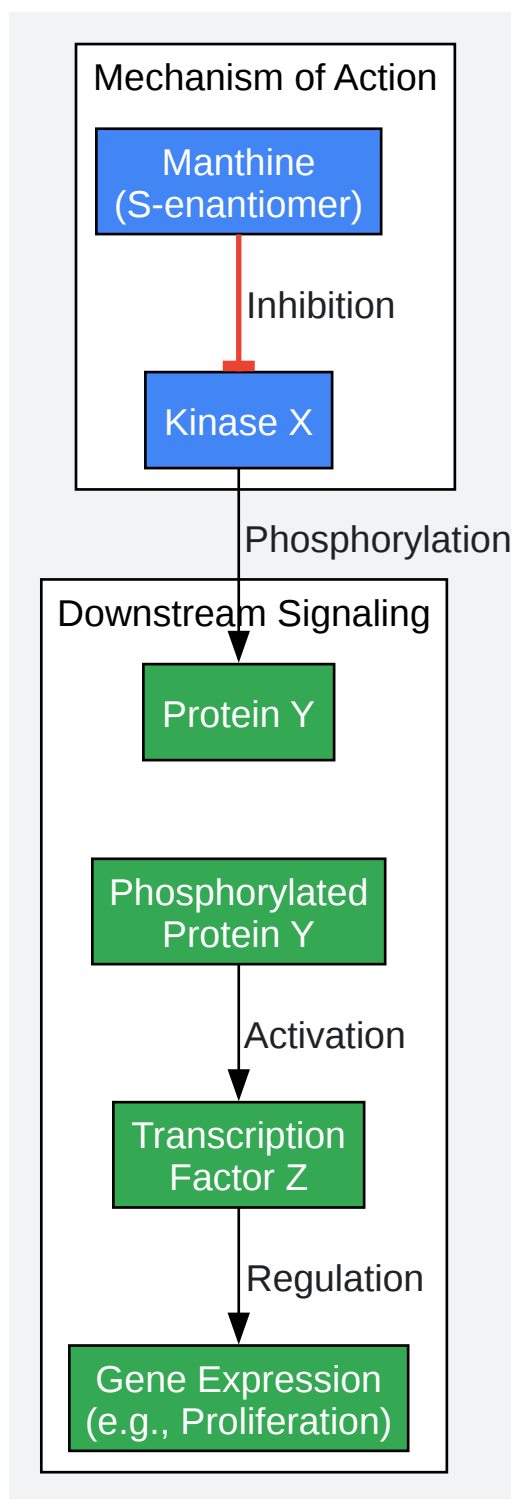 Mechanism of Action
Manthine
(S-enantiomer)
Inhibition
Kinase X
Phosphorylation
Downstream Signaling
Protein Y
Phosphorylated
Protein Y
Activation
Transcription
Factor Z
Regulation
Gene Expression
(e.g., Proliferation)